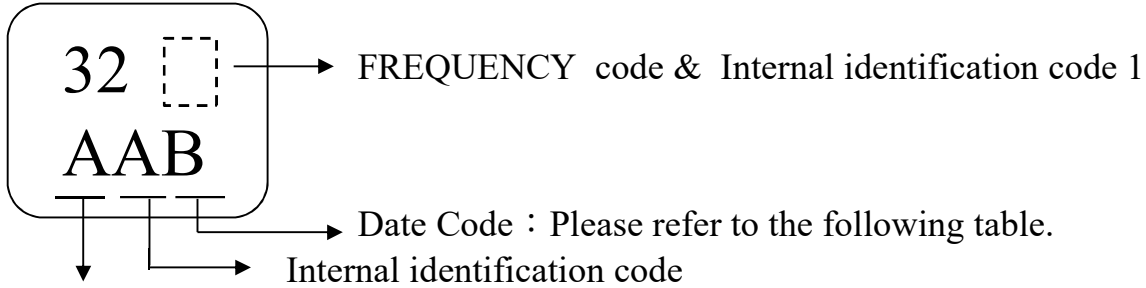 32 FREQUENCY code & Internal identification code 1
AAB
Date Code：Please refer to the following table.
Internal identification code